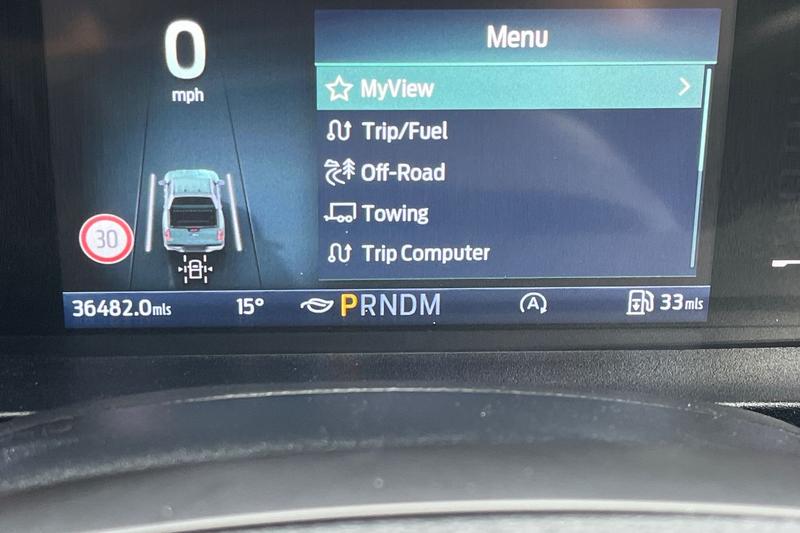 0
mph
30
Menu
MyView
Trip/Fuel
Off-Road
Towing
Trip Computer
36482.0mls 15° PRNDM A 33mls